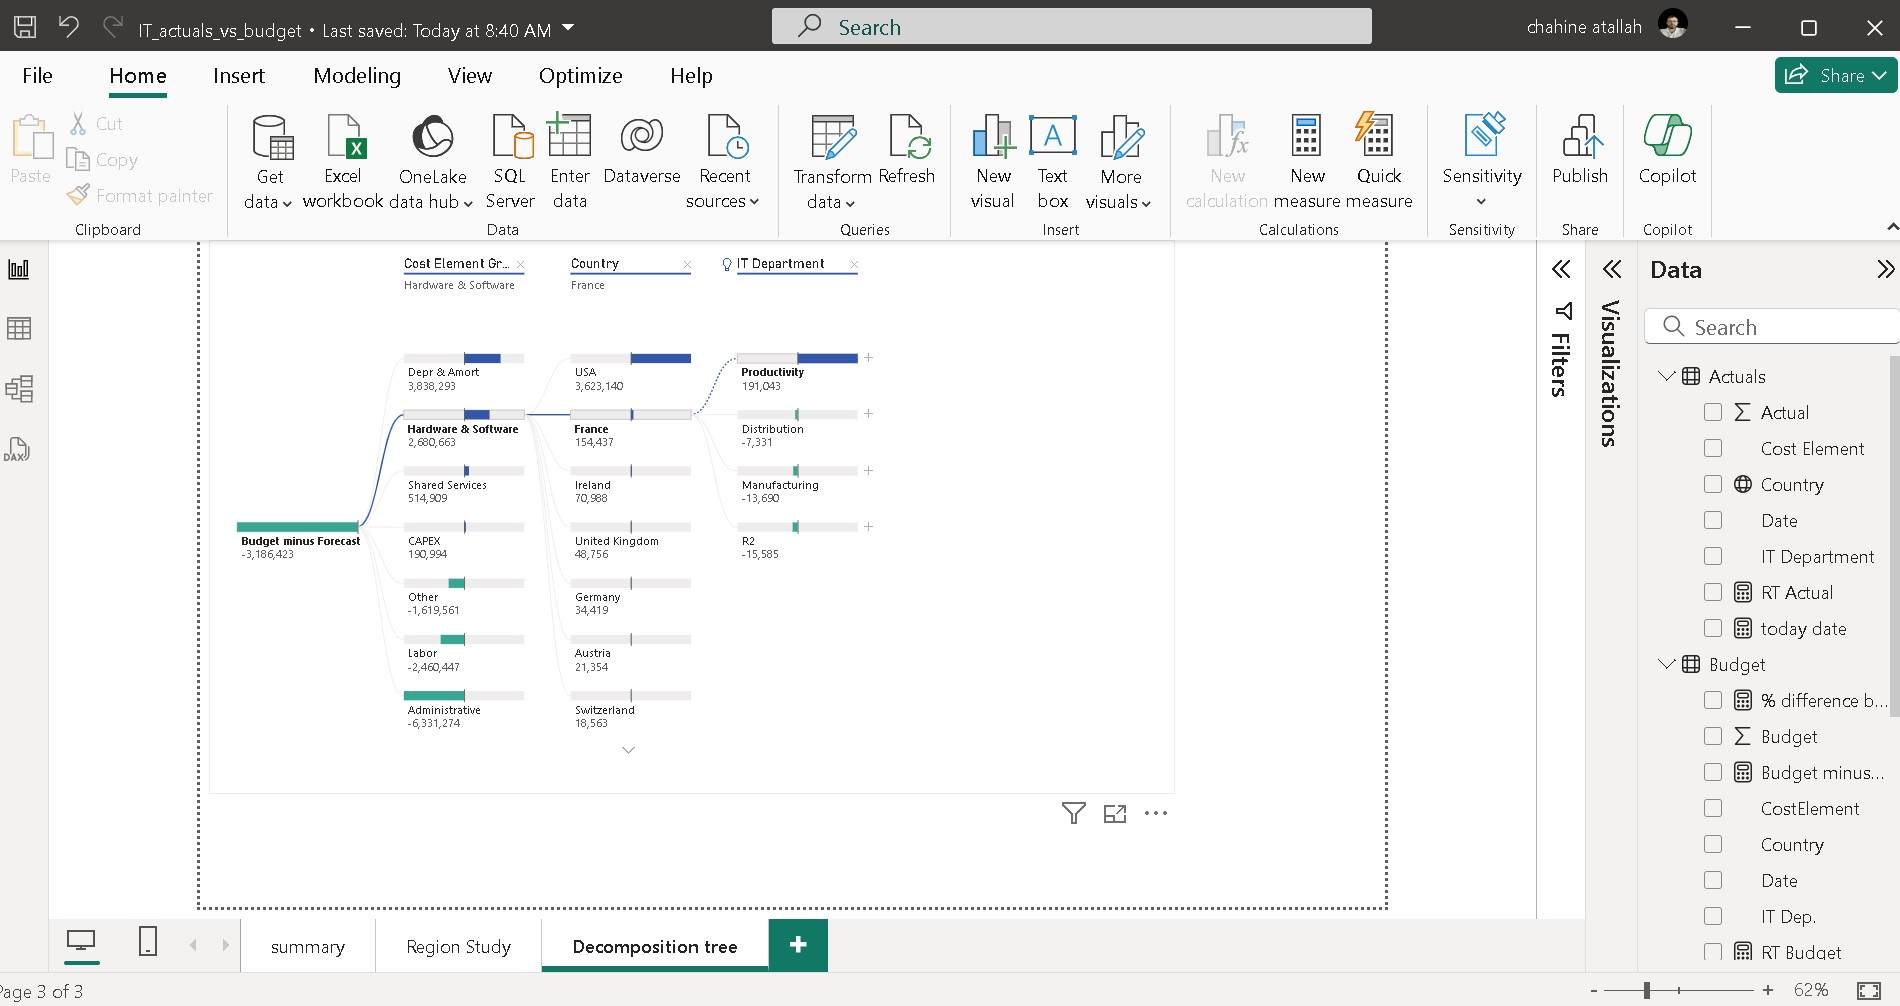 IT_actuals_vs_budget • Last saved: Today at 8:40 AM
Search
chahine atallah
File Home Insert Modeling View Optimize Help
Share
Paste
Cut
Copy
Format painter
Clipboard
Get data
Excel workbook
OneLake data hub
SQL Server
Enter data
Dataverse
Recent sources
Data
Transform data
Refresh
Queries
New visual
A
Text box
More visuals
Insert
New calculation
New measure
Quick measure
Calculations
Sensitivity
Sensitivity
Publish
Share
Copilot
Copilot
DAX
Cost Element Gr...
Hardware & Software
Country
France
IT Department
Budget minus Forecast
-3,186,423
Depr & Amort
3,838,293
Hardware & Software
2,680,663
Shared Services
514,909
CAPEX
190,994
Other
-1,619,561
Labor
-2,460,447
Administrative
-6,331,274
USA
3,623,140
France
154,437
Ireland
70,988
United Kingdom
48,756
Germany
34,419
Austria
21,354
Switzerland
18,563
Productivity
191,043
Distribution
-7,331
Manufacturing
-13,690
R2
-15,585
Filters
Visualizations
Data
Search
Actuals
Actual
Cost Element
Country
Date
IT Department
RT Actual
today date
Budget
% difference b...
Budget
Budget minus...
CostElement
Country
Date
IT Dep.
RT Budget
summary
Region Study
Decomposition tree
Page 3 of 3
- + 62%